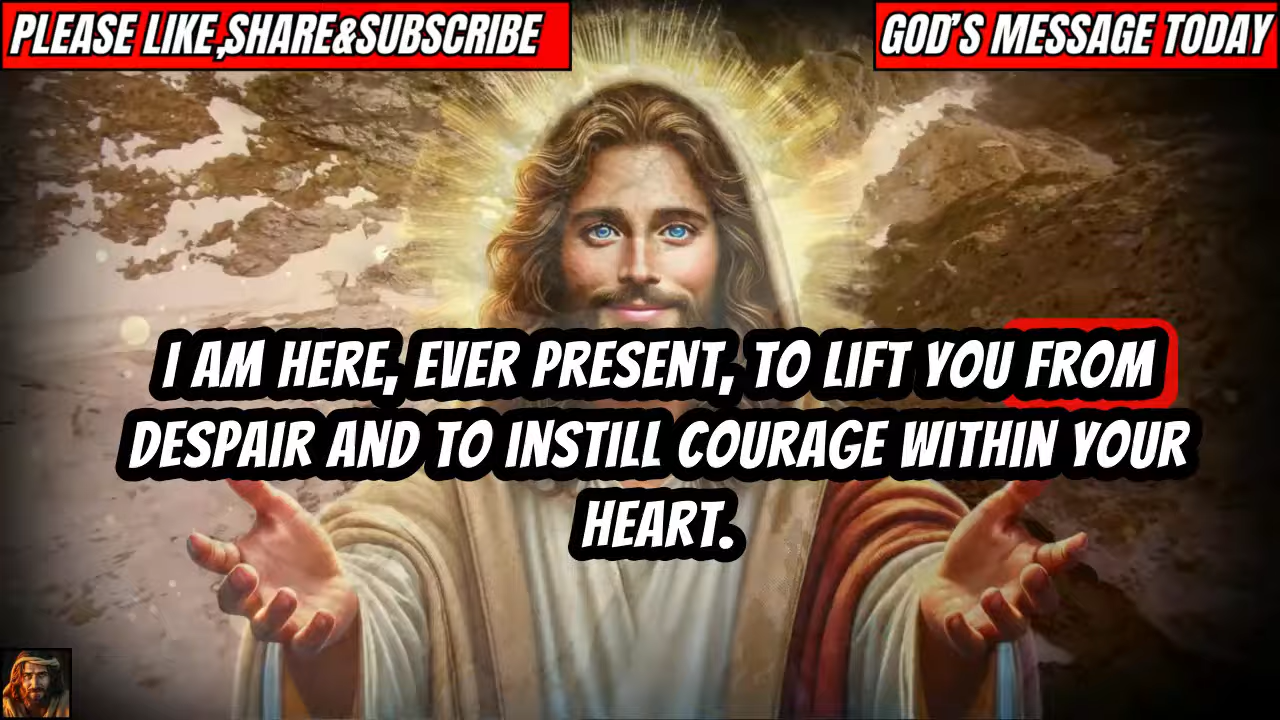 PLEASE LIKE,SHARE&SUBSCRIBE
GOD'S MESSAGE TODAY
I AM HERE, EVER PRESENT, TO LIFT YOU FROM
DESPAIR AND TO INSTILL COURAGE WITHIN YOUR
HEART.